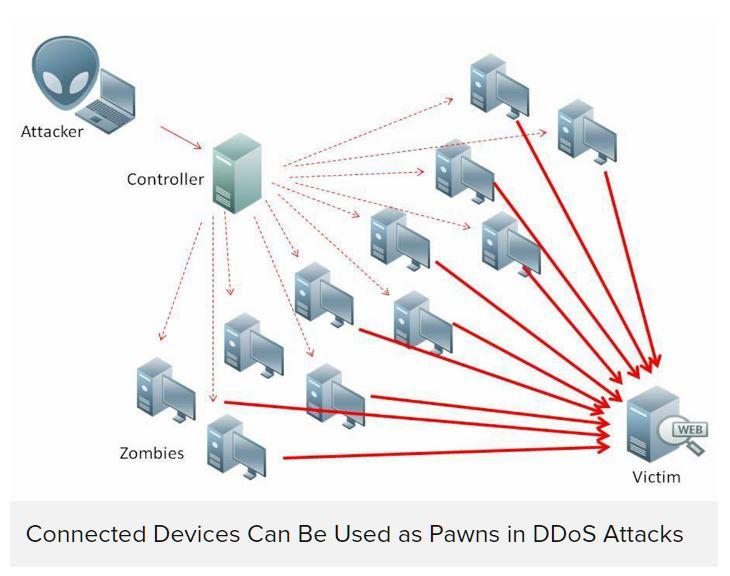 Attacker
Controller
Zombies
WEB
Victim
Connected Devices Can Be Used as Pawns in DDoS Attacks